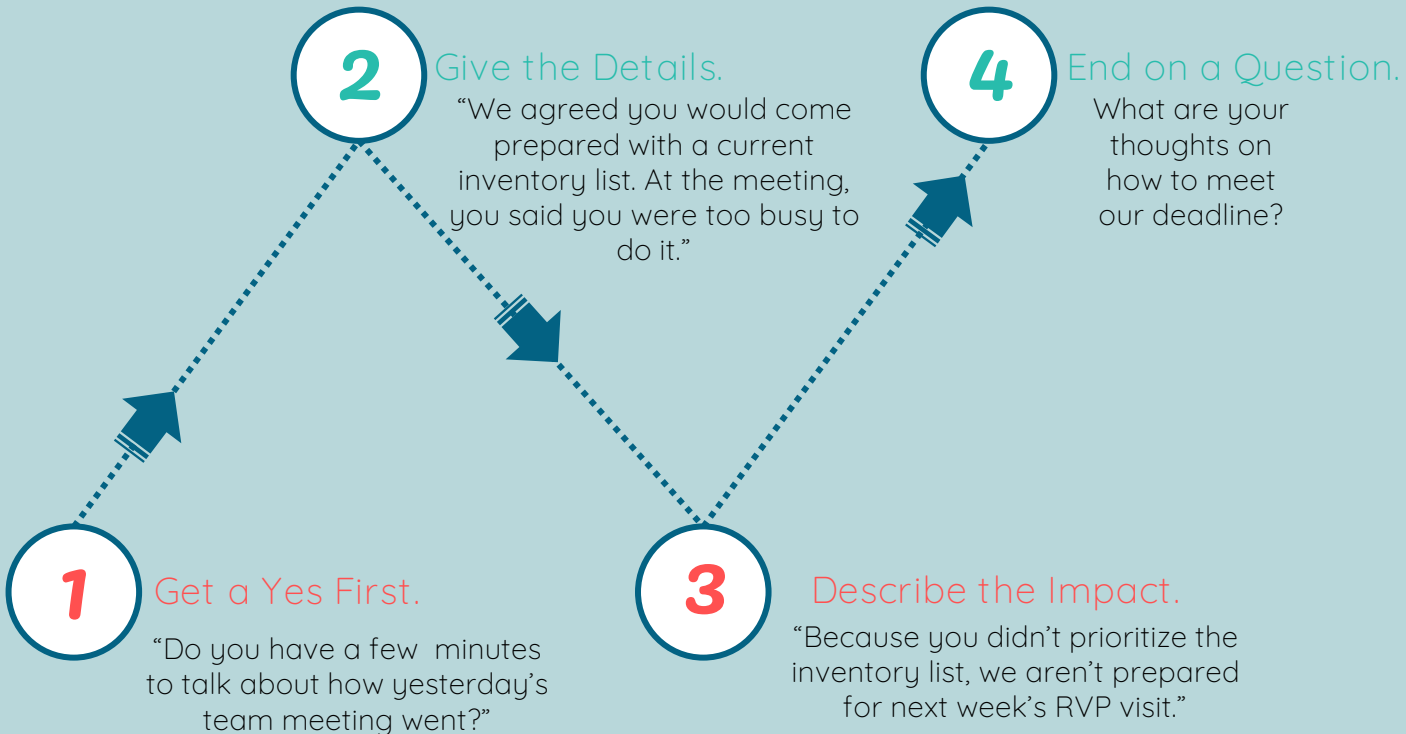 1
Get a Yes First.
“Do you have a few minutes
to talk about how yesterday’s
team meeting went?”
2
Give the Details.
“We agreed you would come
prepared with a current
inventory list. At the meeting,
you said you were too busy to
do it.”
3
Describe the Impact.
“Because you didn’t prioritize the
inventory list, we aren’t prepared
for next week’s RVP visit.”
4
End on a Question.
What are your
thoughts on
how to meet
our deadline?